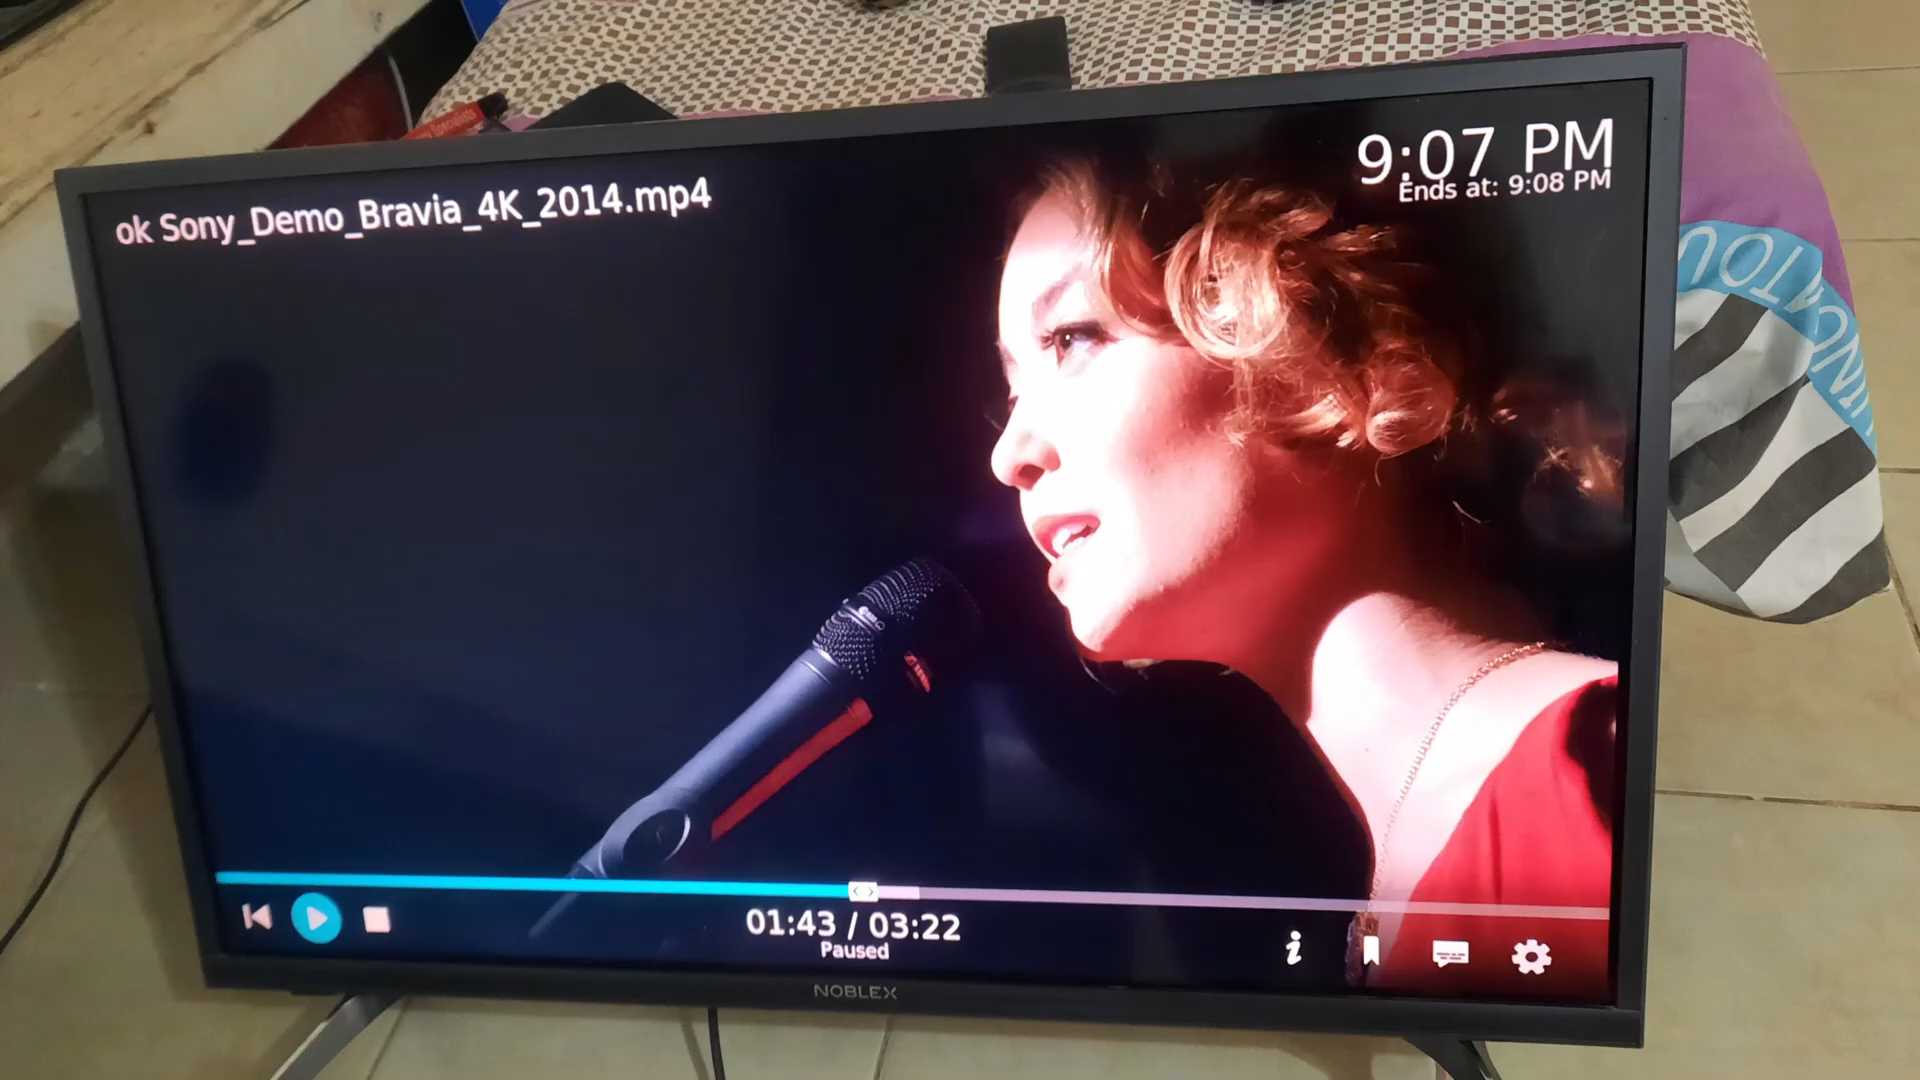 ok Sony_Demo_Bravia_4K_2014.mp4
9:07 PM
Ends at: 9:08 PM
01:43 / 03:22
Paused
NOBLEX